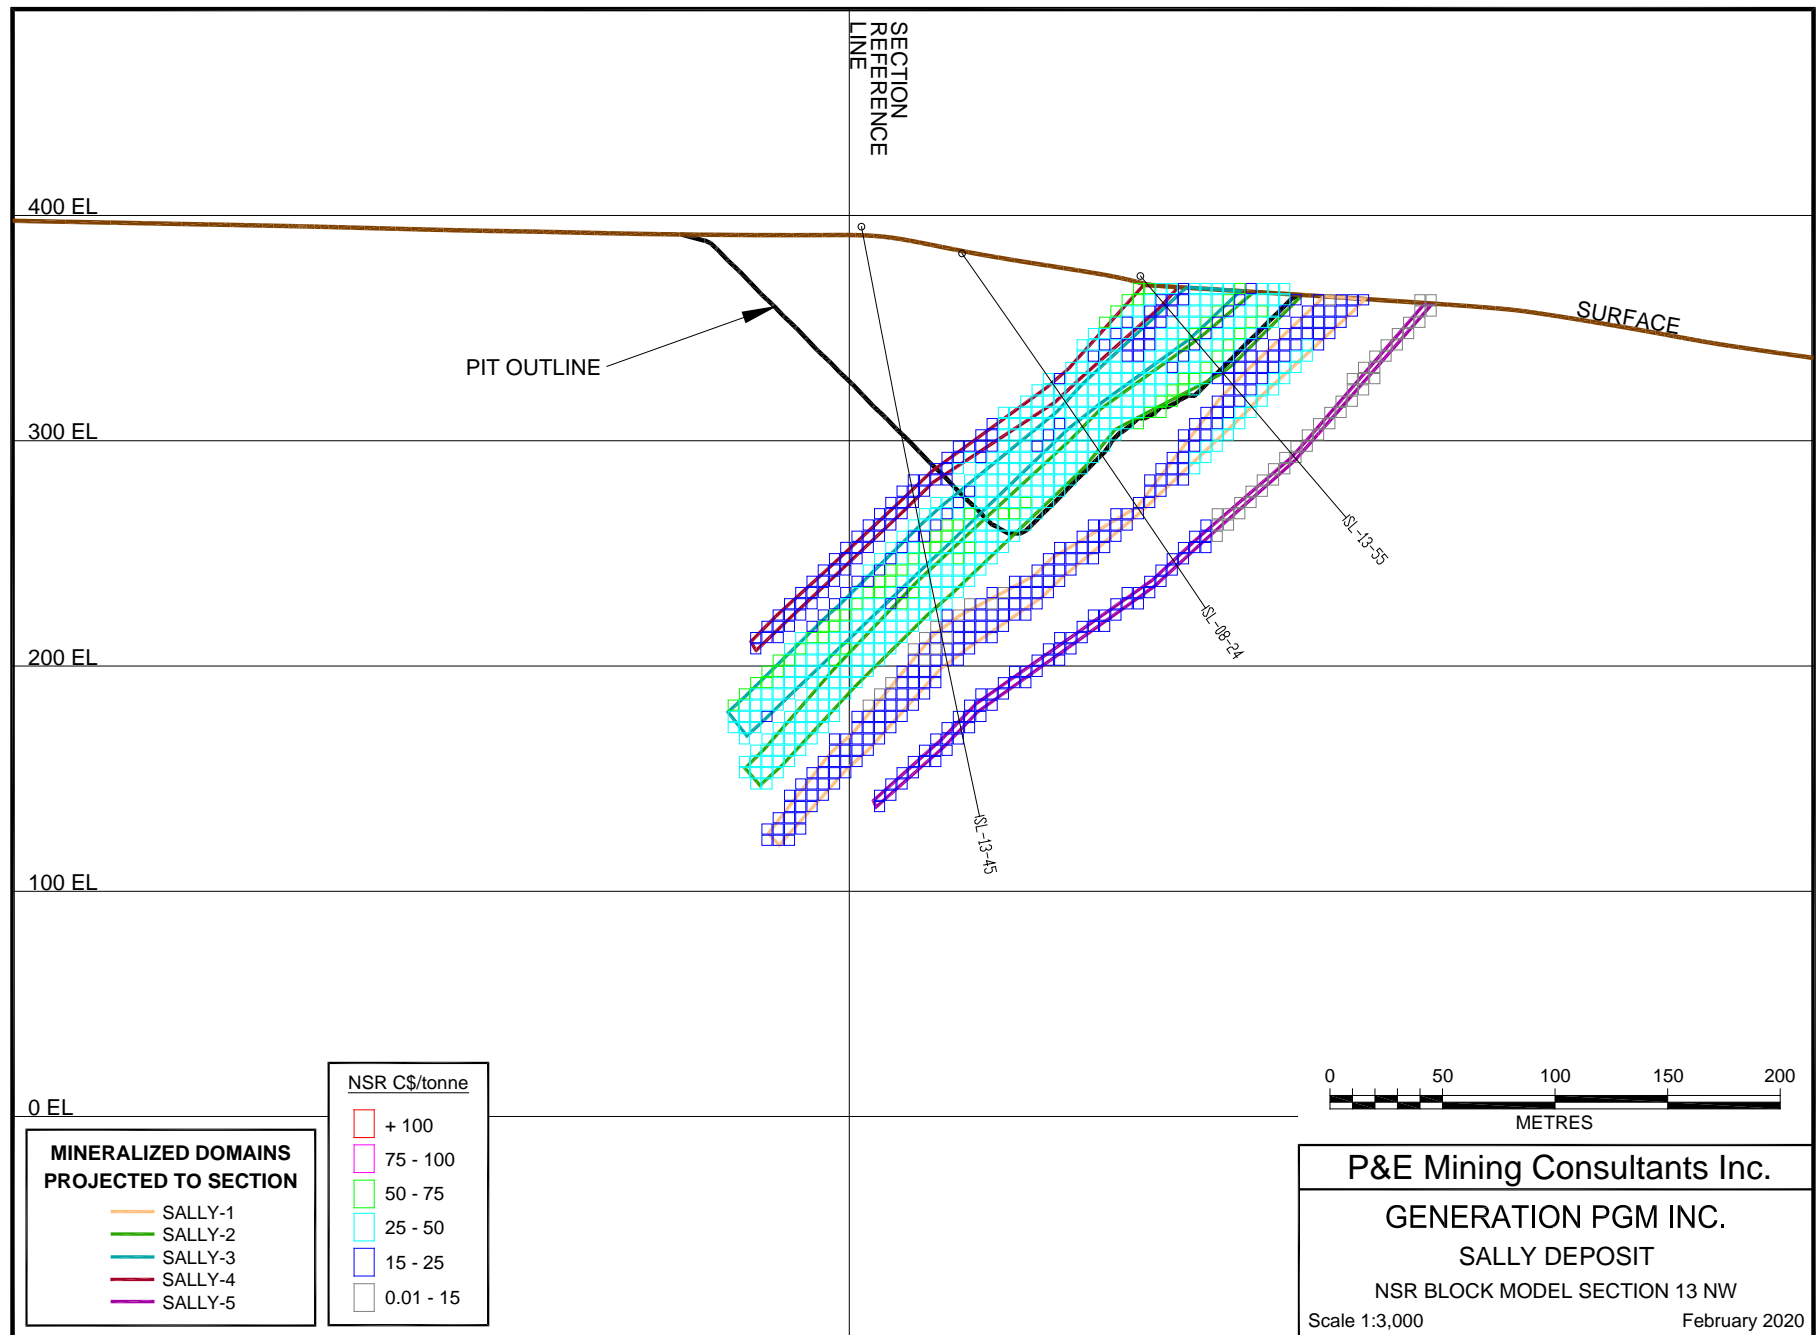 SECTION
REFERENCE
LINE
400 EL
SURFACE
PIT OUTLINE
300 EL
SL-13-55
SL-08-24
200 EL
SL-13-45
100 EL
0 EL
MINERALIZED DOMAINS
PROJECTED TO SECTION
SALLY-1
SALLY-2
SALLY-3
SALLY-4
SALLY-5
NSR C$/tonne
+ 100
75 - 100
50 - 75
25 - 50
15 - 25
0.01 - 15
0 50 100 150 200
METRES
P&E Mining Consultants Inc.
GENERATION PGM INC.
SALLY DEPOSIT
NSR BLOCK MODEL SECTION 13 NW
Scale 1:3,000 February 2020